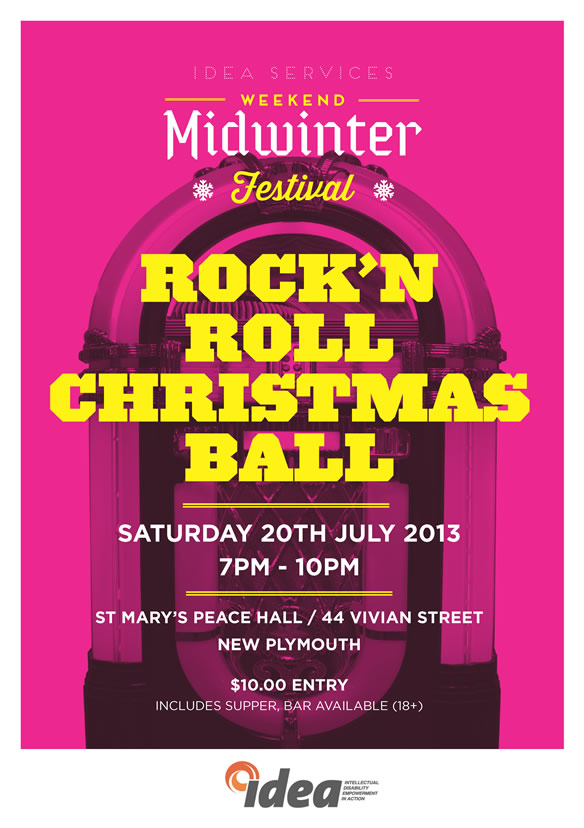 IDEA SERVICES
WEEKEND
Midwinter
Festival
ROCK'N
ROLL
CHRISTMAS
BALL
SATURDAY 20TH JULY 2013
7PM - 10PM
ST MARY'S PEACE HALL / 44 VIVIAN STREET
NEW PLYMOUTH
$10.00 ENTRY
INCLUDES SUPPER, BAR AVAILABLE (18+)
idea
INTELLECTUAL
DISABILITY
EMPOWERMENT
IN ACTION